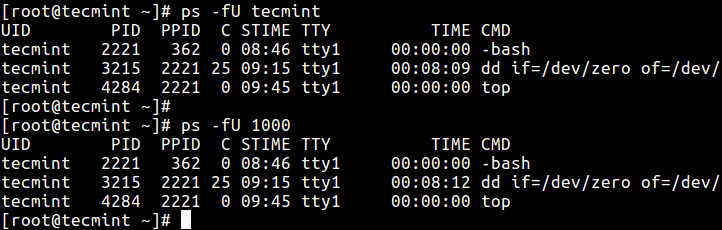 [root@tecmint ~]# ps -fU tecmint
UID        PID  PPID  C STIME TTY          TIME CMD
tecmint   2221   362  0 08:46 tty1     00:00:00 -bash
tecmint   3215  2221 25 09:15 tty1     00:08:09 dd if=/dev/zero of=/dev/
tecmint   4284  2221  0 09:45 tty1     00:00:00 top
[root@tecmint ~]#
[root@tecmint ~]# ps -fU 1000
UID        PID  PPID  C STIME TTY          TIME CMD
tecmint   2221   362  0 08:46 tty1     00:00:00 -bash
tecmint   3215  2221 25 09:15 tty1     00:08:12 dd if=/dev/zero of=/dev/
tecmint   4284  2221  0 09:45 tty1     00:00:00 top
[root@tecmint ~]#